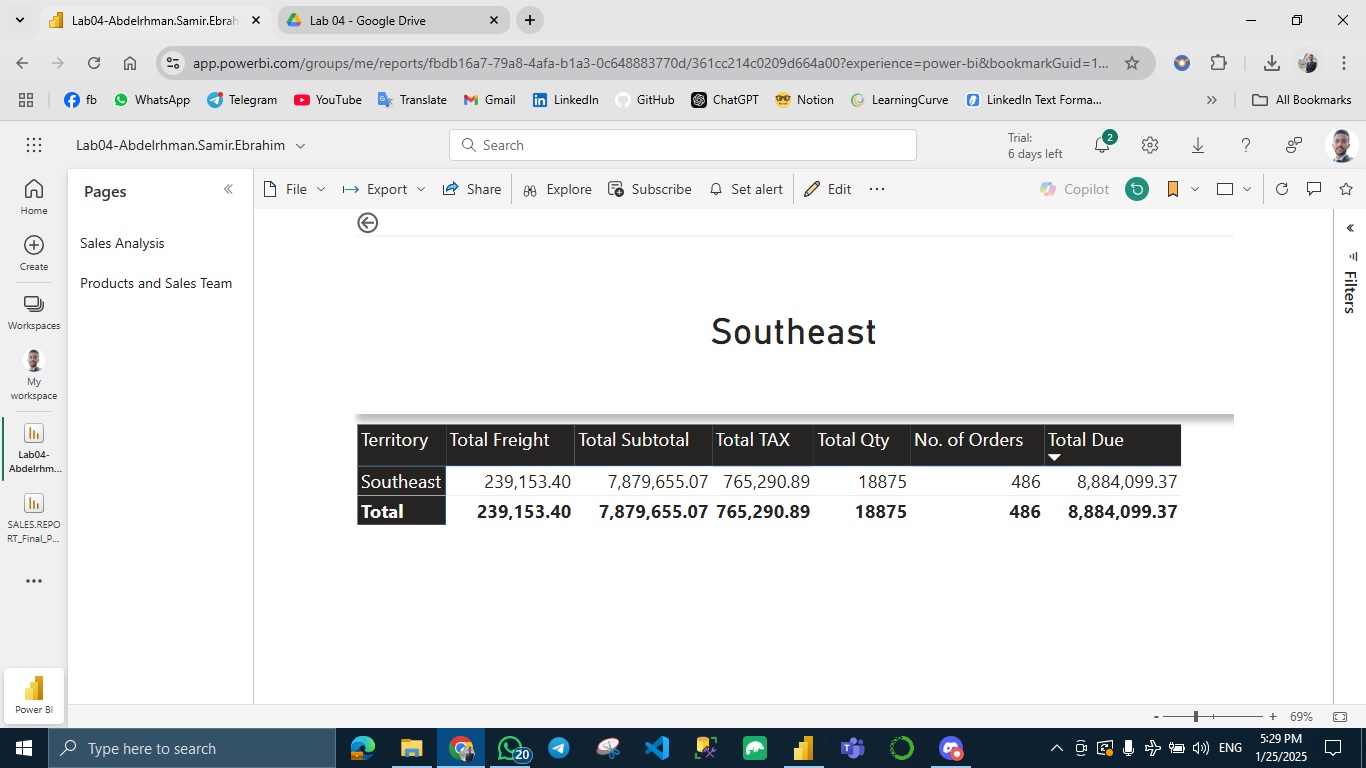 Lab04-Abdelrhman.Samir.Ebrah
Lab 04 - Google Drive
app.powerbi.com/groups/me/reports/fbdb16a7-79a8-4afa-b1a3-0c648883770d/361cc214c0209d664a00?experience=power-bi&bookmarkGuid=1...
fb WhatsApp Telegram YouTube Translate Gmail LinkedIn GitHub ChatGPT Notion LearningCurve LinkedIn Text Forma... » All Bookmarks
Lab04-Abdelrhman.Samir.Ebrahim
Search
Trial:
6 days left
2
Home
Create
Workspaces
My
workspace
Lab04-
Abdelrhm...
SALES.REPO
RT_Final_P...
Power BI
Pages
Sales Analysis
Products and Sales Team
File Export Share Explore Subscribe Set alert Edit Copilot
Filters
Southeast
Territory Total Freight Total Subtotal Total TAX Total Qty No. of Orders Total Due
Southeast 239,153.40 7,879,655.07 765,290.89 18875 486 8,884,099.37
Total 239,153.40 7,879,655.07 765,290.89 18875 486 8,884,099.37
- + 69%
Type here to search
20
ENG
5:29 PM
1/25/2025